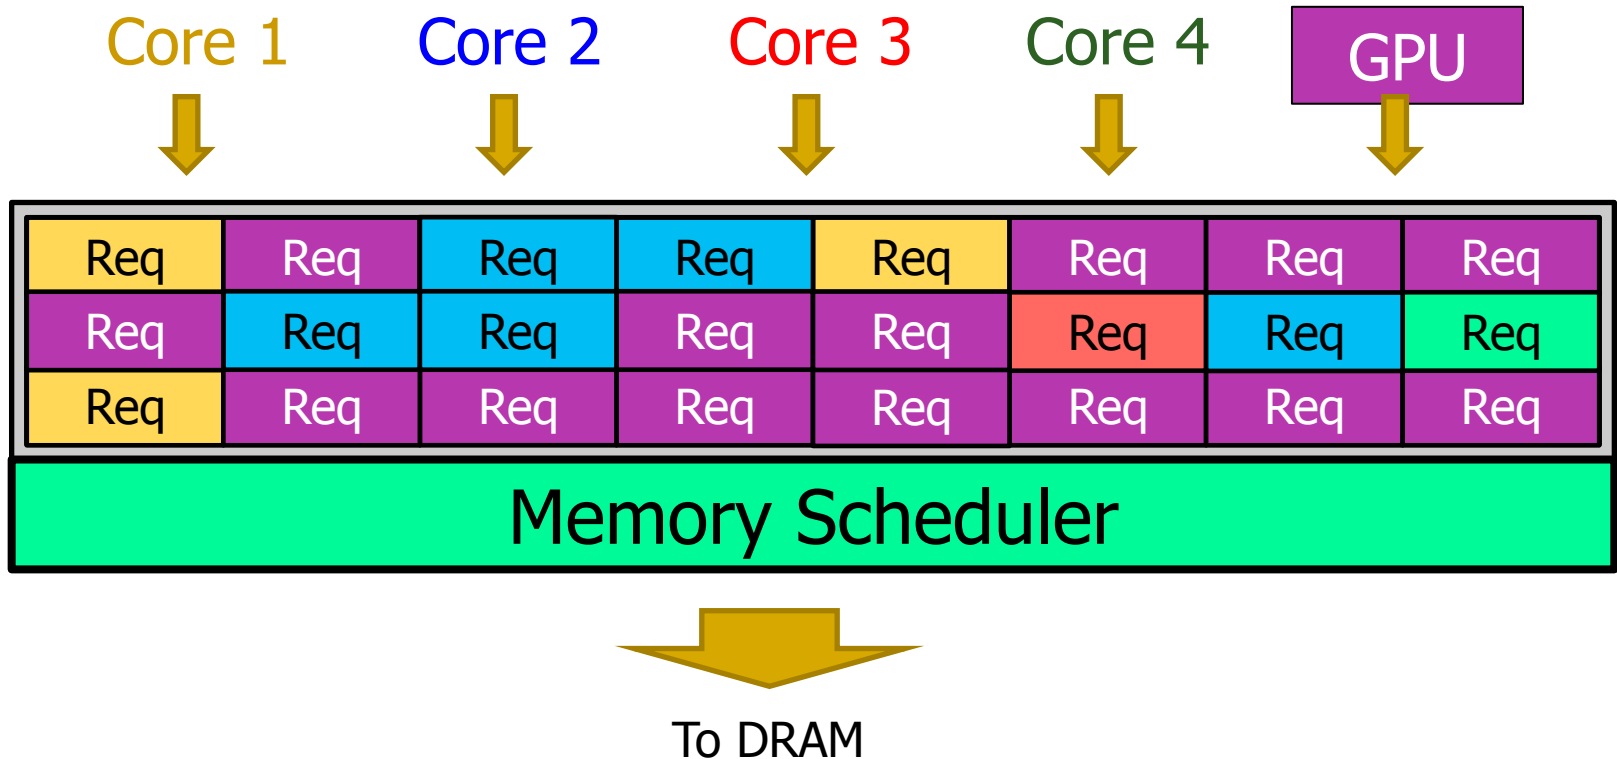 Core 1 Core 2 Core 3 Core 4 GPU
Req Req Req Req Req Req Req Req
Req Req Req Req Req Req Req Req
Req Req Req Req Req Req Req Req
Memory Scheduler
To DRAM